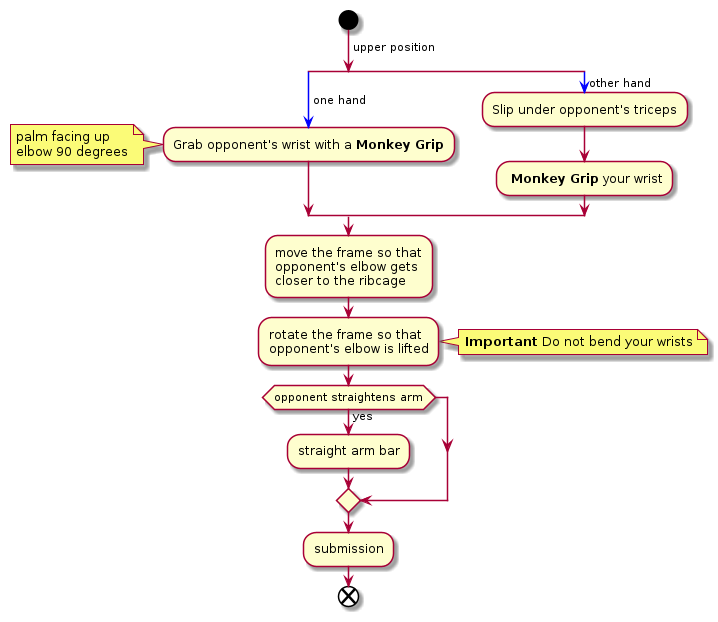 upper position
one hand
other hand
palm facing up
elbow 90 degrees
Grab opponent's wrist with a Monkey Grip
Slip under opponent's triceps
Monkey Grip your wrist
move the frame so that
opponent's elbow gets
closer to the ribcage
rotate the frame so that
opponent's elbow is lifted
Important Do not bend your wrists
opponent straightens arm
yes
straight arm bar
submission